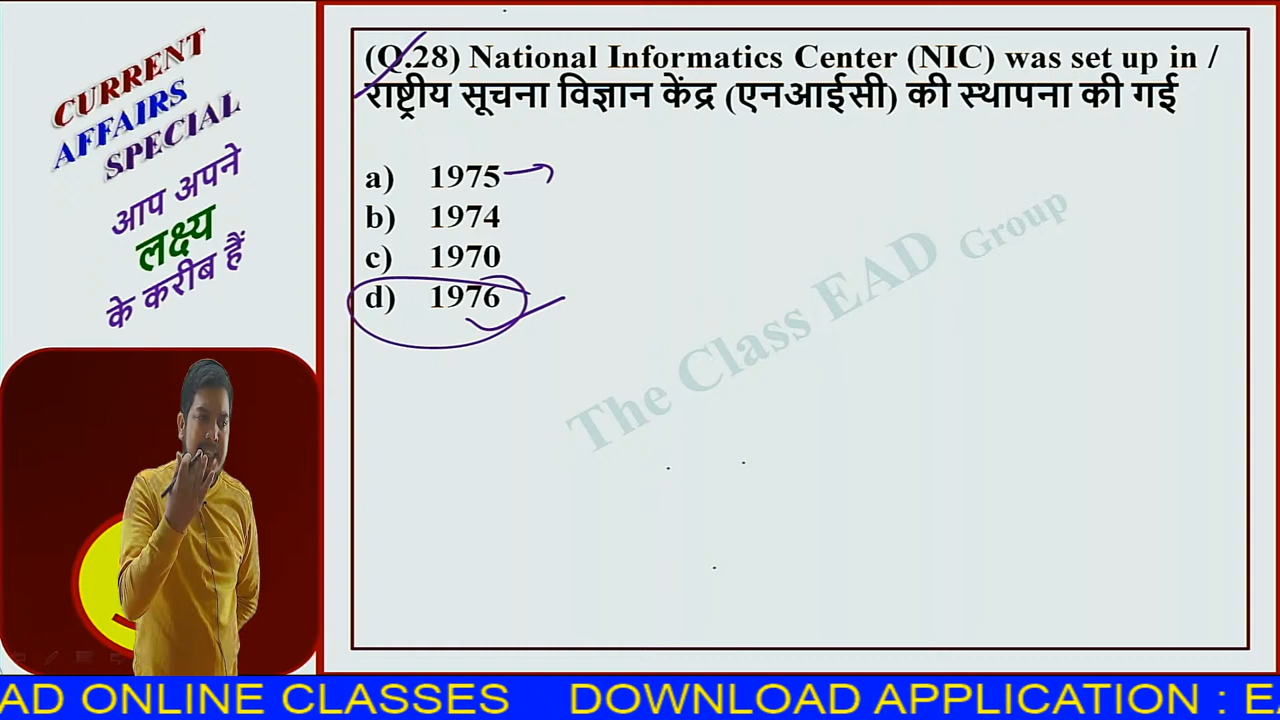 CURRENT
AFFAIRS
SPECIAL
आप अपने
लक्ष्य
के करीब हैं
(Q.28) National Informatics Center (NIC) was set up in /
राष्ट्रीय सूचना विज्ञान केंद्र (एनआईसी) की स्थापना की गई
a) 1975
b) 1974
c) 1970
d) 1976
The Class EAD Group
AD ONLINE CLASSES DOWNLOAD APPLICATION : EA